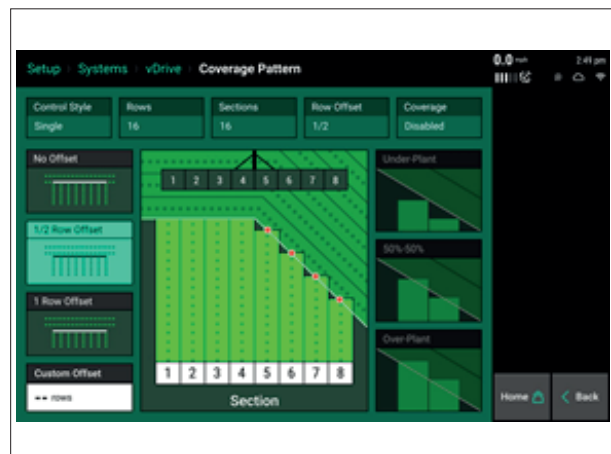 Setup Systems vDrive Coverage Pattern
0.0 mph 2:41 pm
Control Style Rows Sections Row Offset Coverage
Single 16 16 1/2 Disabled
No Offset
1/2 Row Offset
1 Row Offset
Custom Offset
-- rows
1 2 3 4 5 6 7 8
1 2 3 4 5 6 7 8
Section
Under-Plant
50%-50%
Over-Plant
Home Back